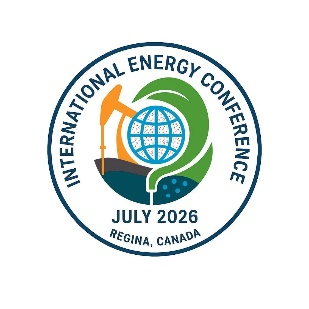 INTERNATIONAL ENERGY CONFERENCE
JULY 2026
REGINA, CANADA